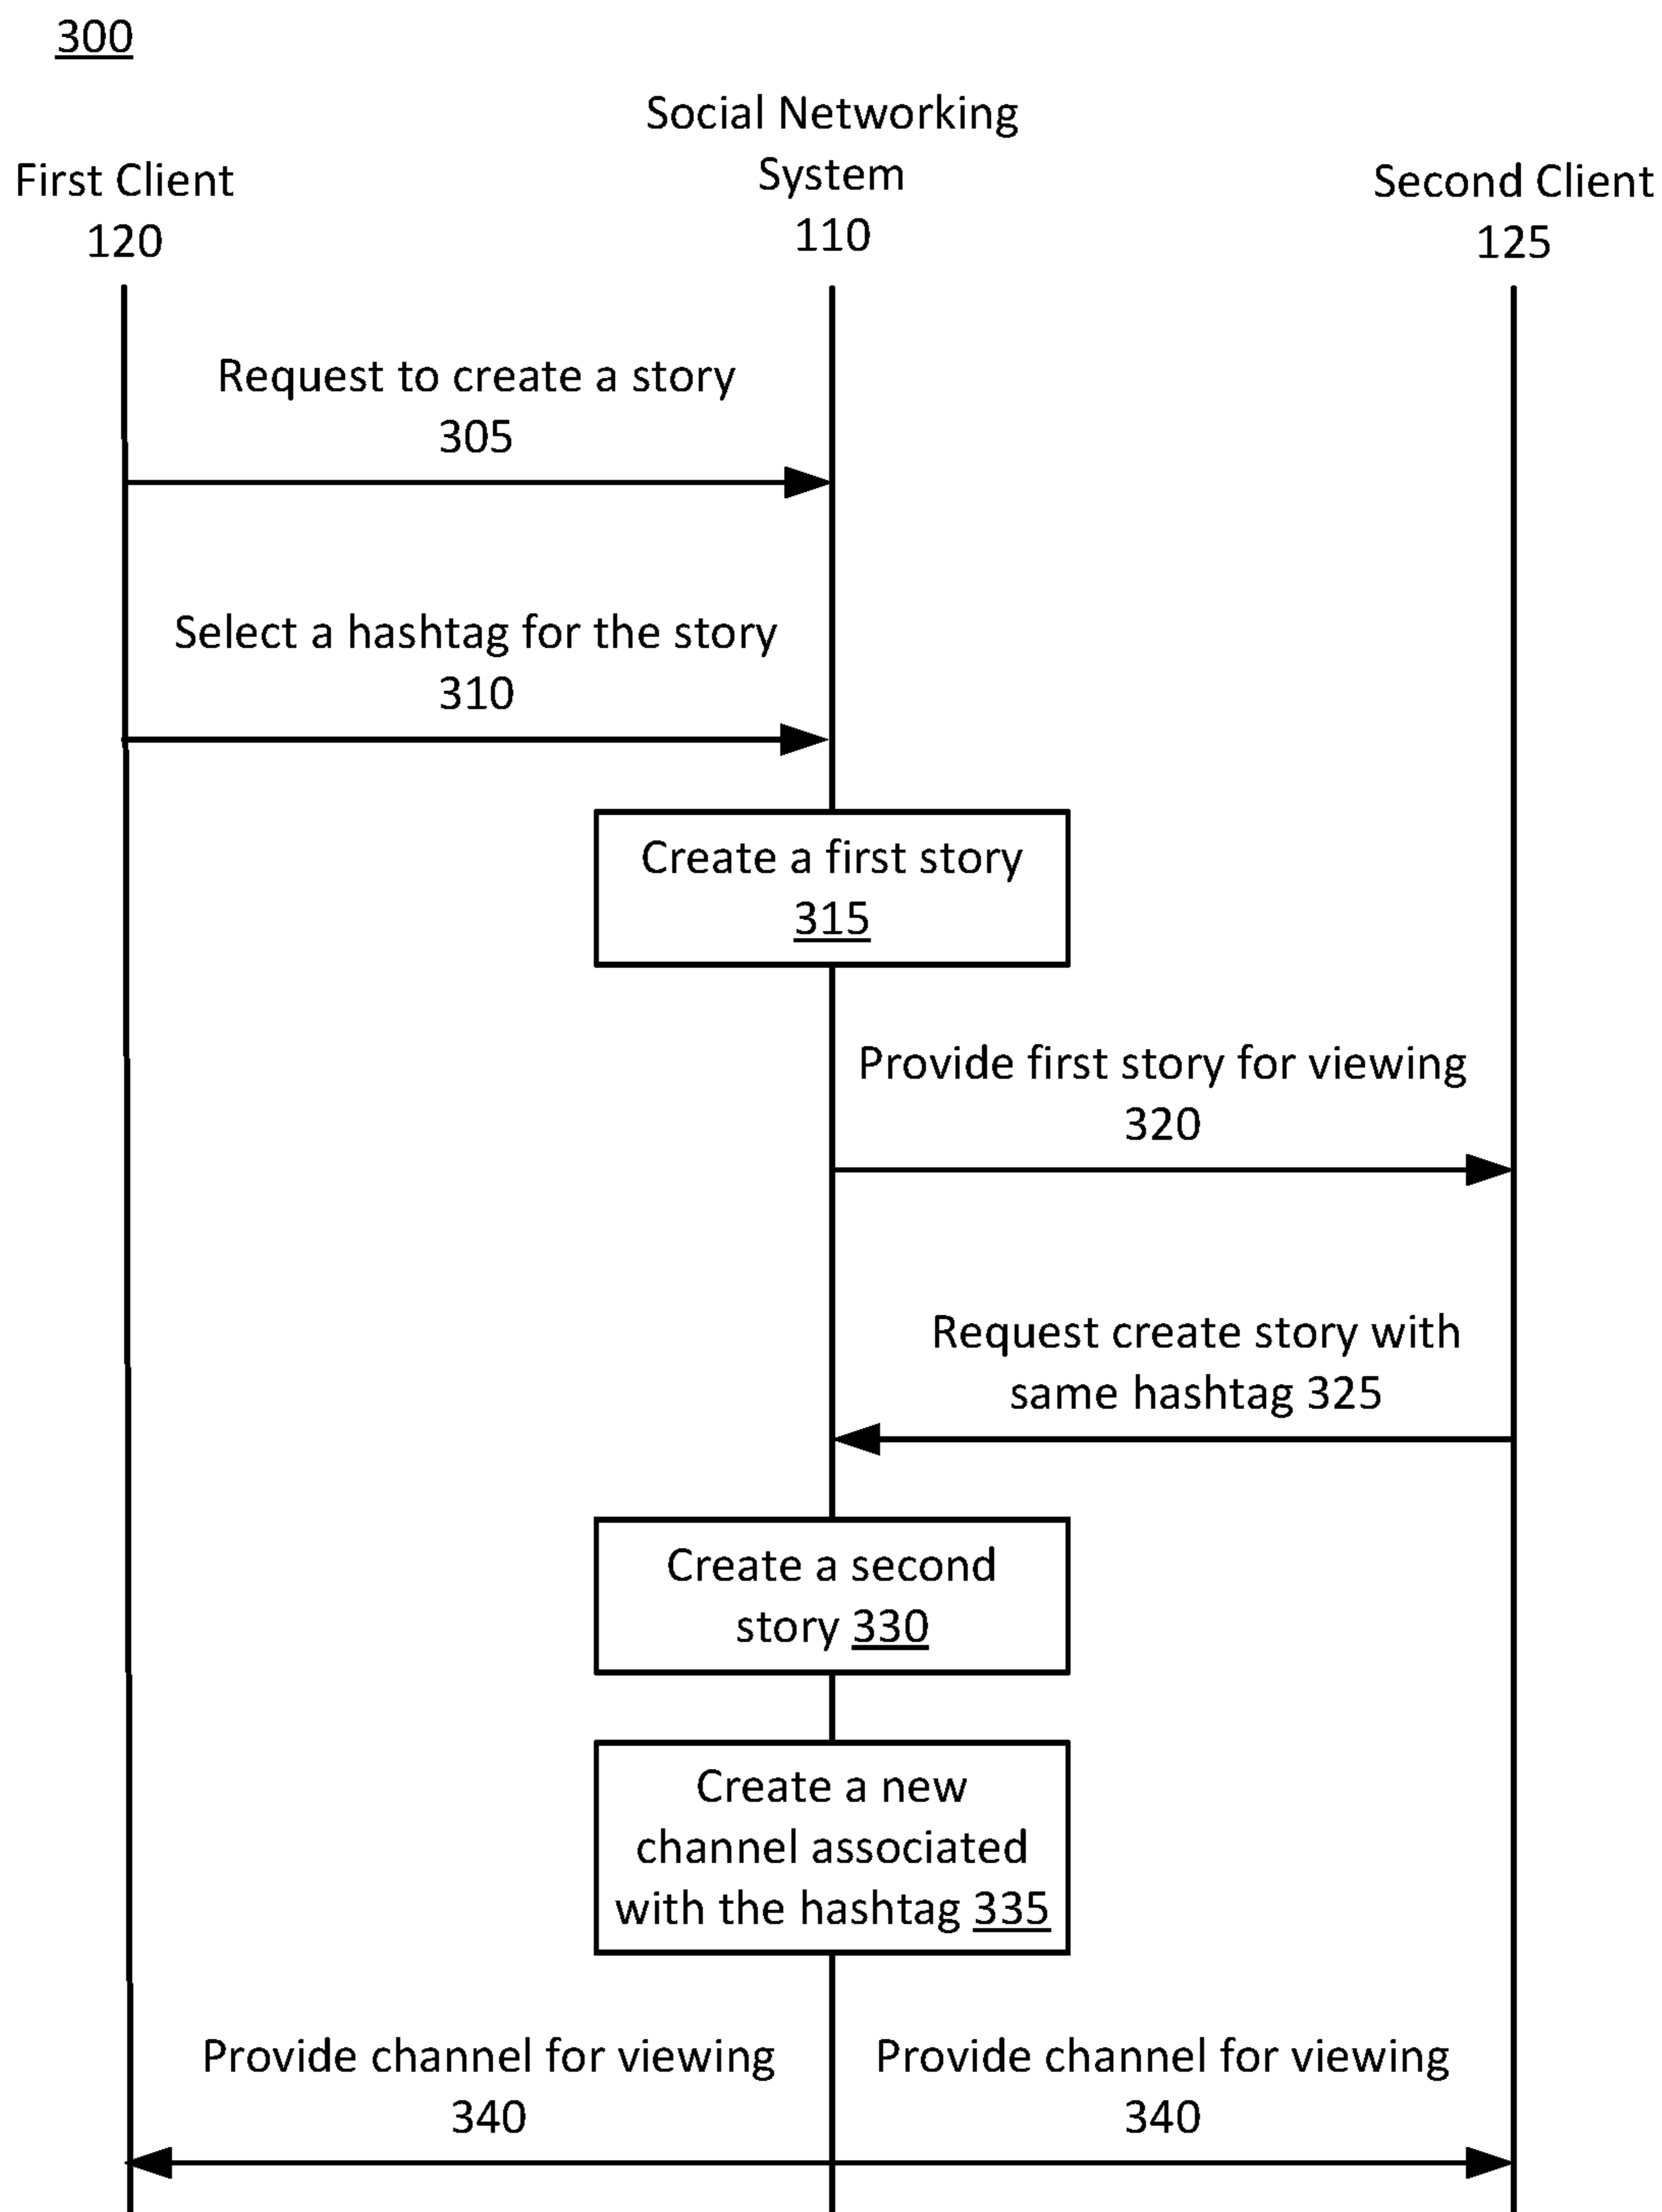 300
Social Networking
System
110
First Client
120
Second Client
125
Request to create a story
305
Select a hashtag for the story
310
Create a first story
315
Provide first story for viewing
320
Request create story with
same hashtag 325
Create a second
story 330
Create a new
channel associated
with the hashtag 335
Provide channel for viewing
340
Provide channel for viewing
340